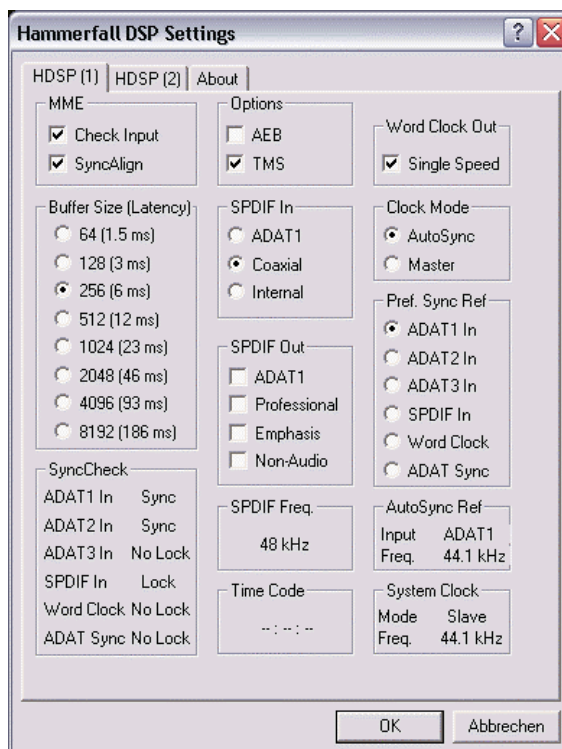 Hammerfall DSP Settings
HDSP (1) HDSP (2) About
MME
Check Input
SyncAlign
Options
AEB
TMS
Word Clock Out
Single Speed
Buffer Size (Latency)
64 (1.5 ms)
128 (3 ms)
256 (6 ms)
512 (12 ms)
1024 (23 ms)
2048 (46 ms)
4096 (93 ms)
8192 (186 ms)
SPDIF In
ADAT1
Coaxial
Internal
Clock Mode
AutoSync
Master
SPDIF Out
ADAT1
Professional
Emphasis
Non-Audio
Pref. Sync Ref
ADAT1 In
ADAT2 In
ADAT3 In
SPDIF In
Word Clock
ADAT Sync
SyncCheck
ADAT1 In Sync
ADAT2 In Sync
ADAT3 In No Lock
SPDIF In Lock
Word Clock No Lock
ADAT Sync No Lock
SPDIF Freq.
48 kHz
AutoSync Ref
Input ADAT1
Freq. 44.1 kHz
Time Code
-- : -- : --
System Clock
Mode Slave
Freq. 44.1 kHz
OK Abbrechen